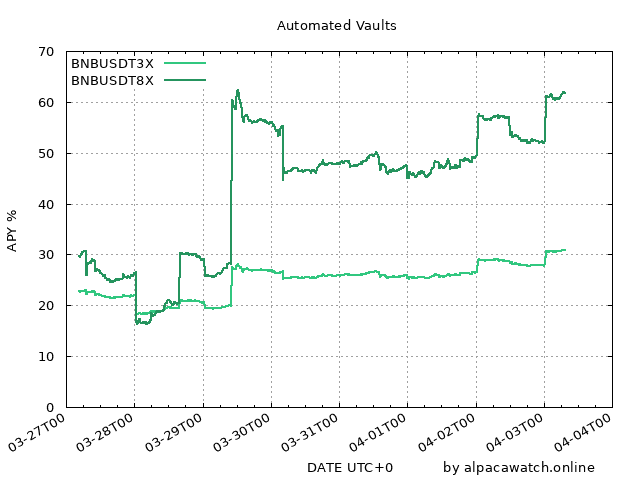 Automated Vaults
70
60
50
40
30
20
10
0
APY %
BNBUSDT3X
BNBUSDT8X
03-27T00
03-28T00
03-29T00
03-30T00
03-31T00
04-01T00
04-02T00
04-03T00
04-04T00
DATE UTC+0
by alpacawatch.online